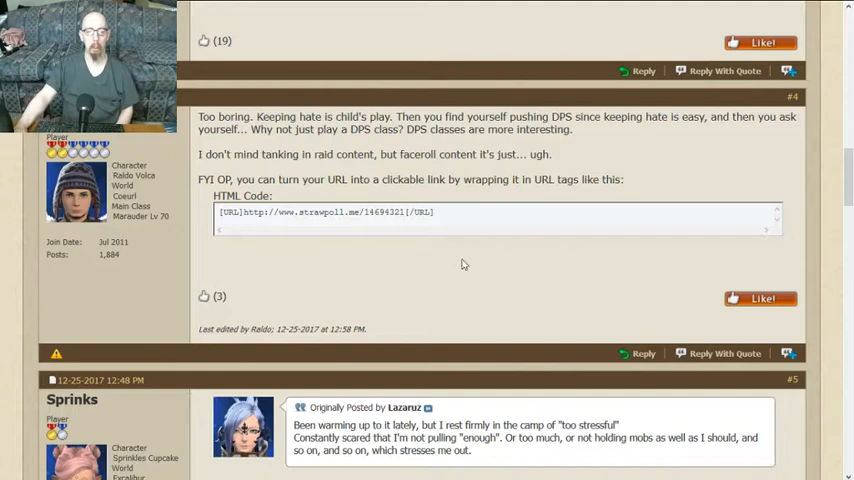 (19)
Like!
Reply
Reply With Quote
#4
Player
Character
Raldo Volca
World
Coeurl
Main Class
Marauder Lv 70
Join Date: Jul 2011
Posts: 1,884
Too boring. Keeping hate is child's play. Then you find yourself pushing DPS since keeping hate is easy, and then you ask
yourself... Why not just play a DPS class? DPS classes are more interesting.
I don't mind tanking in raid content, but faceroll content it's just... ugh.
FYI OP, you can turn your URL into a clickable link by wrapping it in URL tags like this:
HTML Code:
[URL]http://www.strawpoll.me/14694321[/URL]
(3)
Like!
Last edited by Raldo; 12-25-2017 at 12:58 PM.
Reply
Reply With Quote
12-25-2017 12:48 PM
#5
Sprinks
Player
Character
Sprinkles Cupcake
World
Excalibur
Originally Posted by Lazaruz
Been warming up to it lately, but I rest firmly in the camp of "too stressful"
Constantly scared that I'm not pulling "enough". Or too much, or not holding mobs as well as I should, and
so on, and so on, which stresses me out.